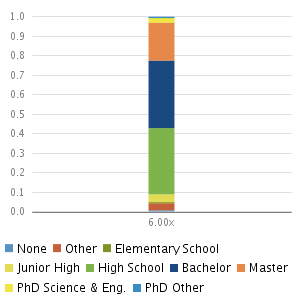 1.0
0.9
0.8
0.7
0.6
0.5
0.4
0.3
0.2
0.1
0.0
6.00x
None Other Elementary School
Junior High High School Bachelor Master
PhD Science & Eng. PhD Other